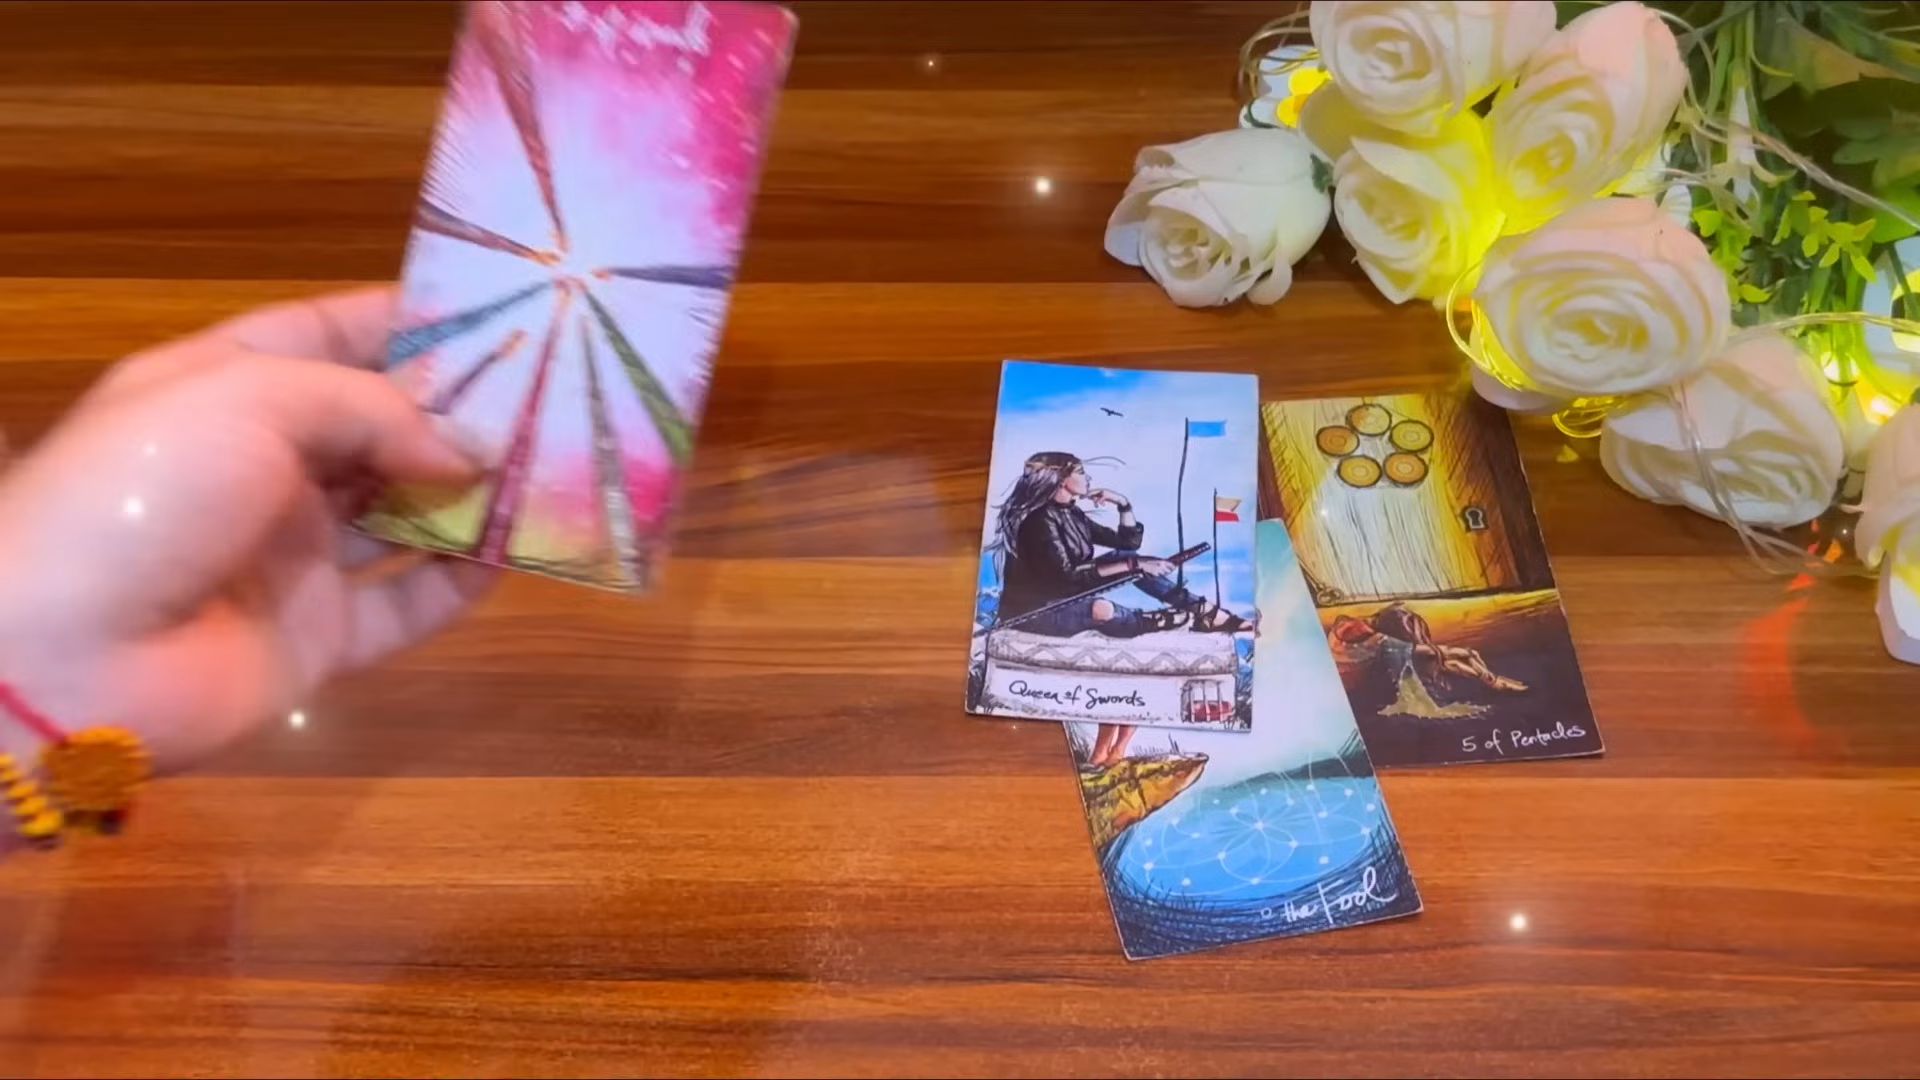 Queen of Swords
5 of Pentacles
0 the Fool